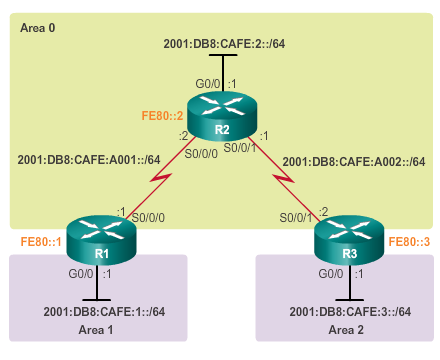 Area 0
2001:DB8:CAFE:2::/64
G0/0
:1
FE80::2
R2
:2
:1
S0/0/0
S0/0/1
2001:DB8:CAFE:A001::/64
2001:DB8:CAFE:A002::/64
:1
S0/0/0
S0/0/1
:2
FE80::1
R1
R3
FE80::3
G0/0
:1
G0/0
:1
2001:DB8:CAFE:1::/64
2001:DB8:CAFE:3::/64
Area 1
Area 2